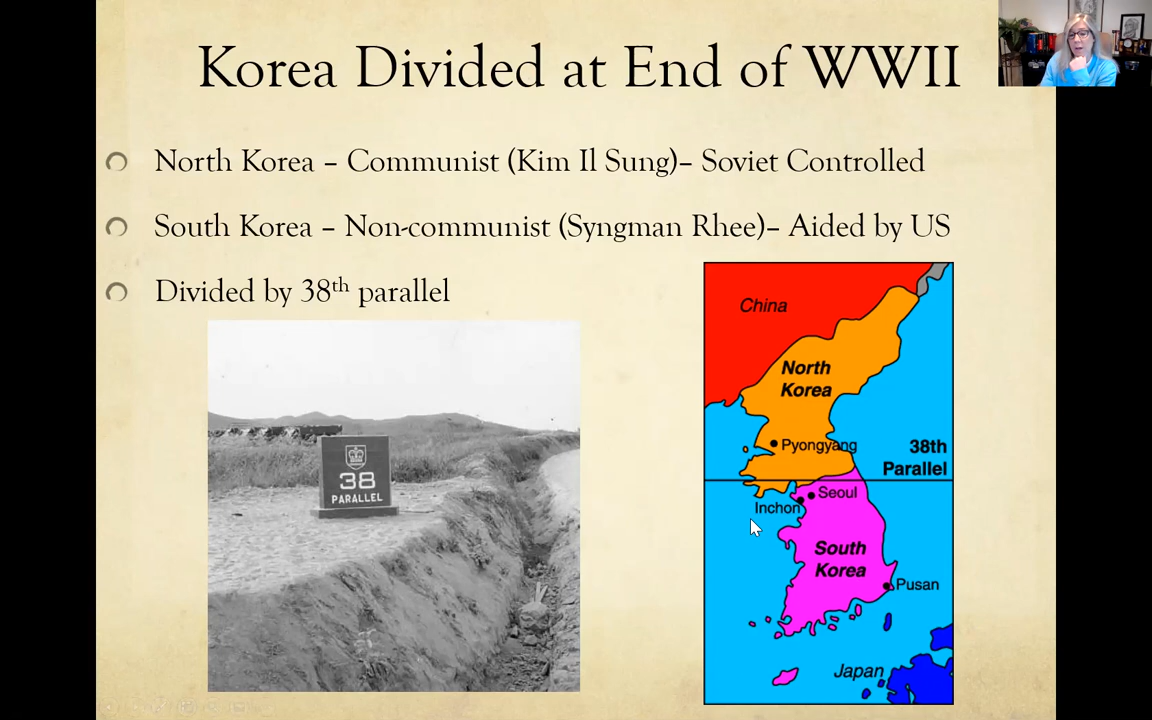 Korea Divided at End of WWII
North Korea – Communist (Kim Il Sung)– Soviet Controlled
South Korea – Non-communist (Syngman Rhee)– Aided by US
Divided by 38th parallel
38
PARALLEL
China
North
Korea
Pyongyang
38th
Parallel
Seoul
Inchon
South
Korea
Pusan
Japan